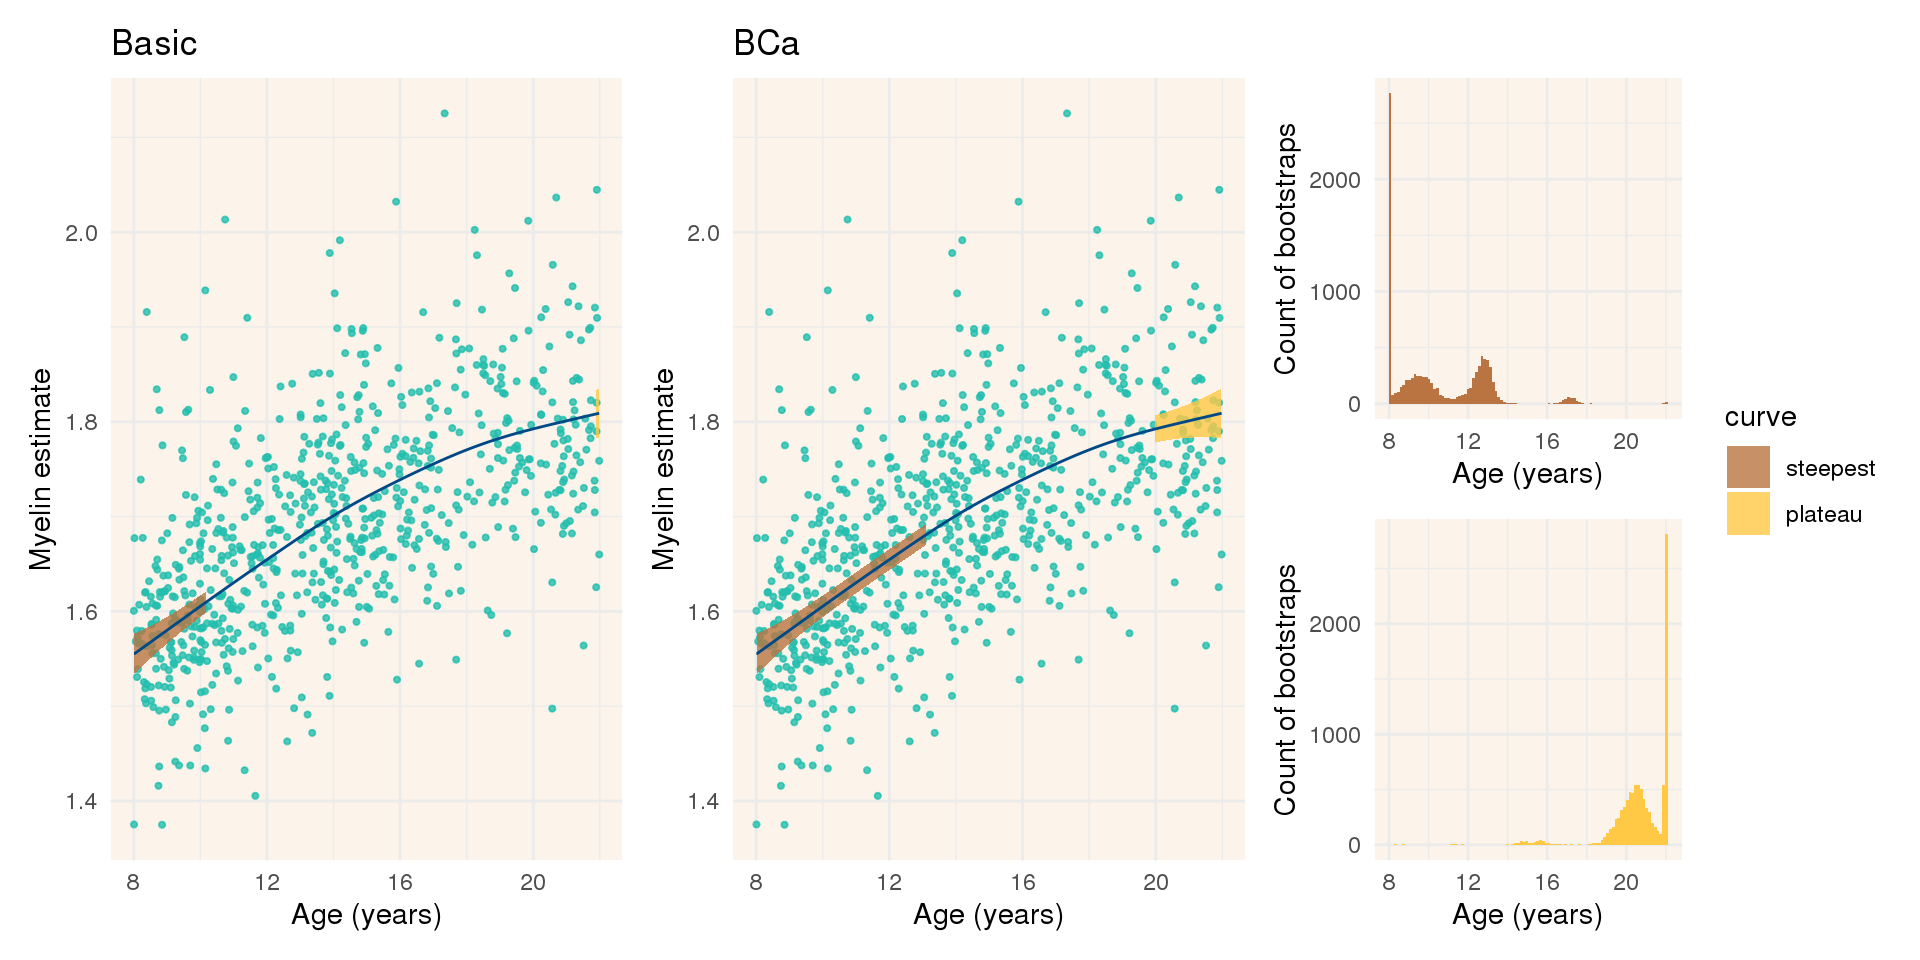 Basic
Myelin estimate
2.0
1.8
1.6
1.4
8 12 16 20
Age (years)
BCa
Myelin estimate
2.0
1.8
1.6
1.4
8 12 16 20
Age (years)
Count of bootstraps
2000
1000
0
8 12 16 20
Age (years)
Count of bootstraps
2000
1000
0
8 12 16 20
Age (years)
curve
steepest
plateau